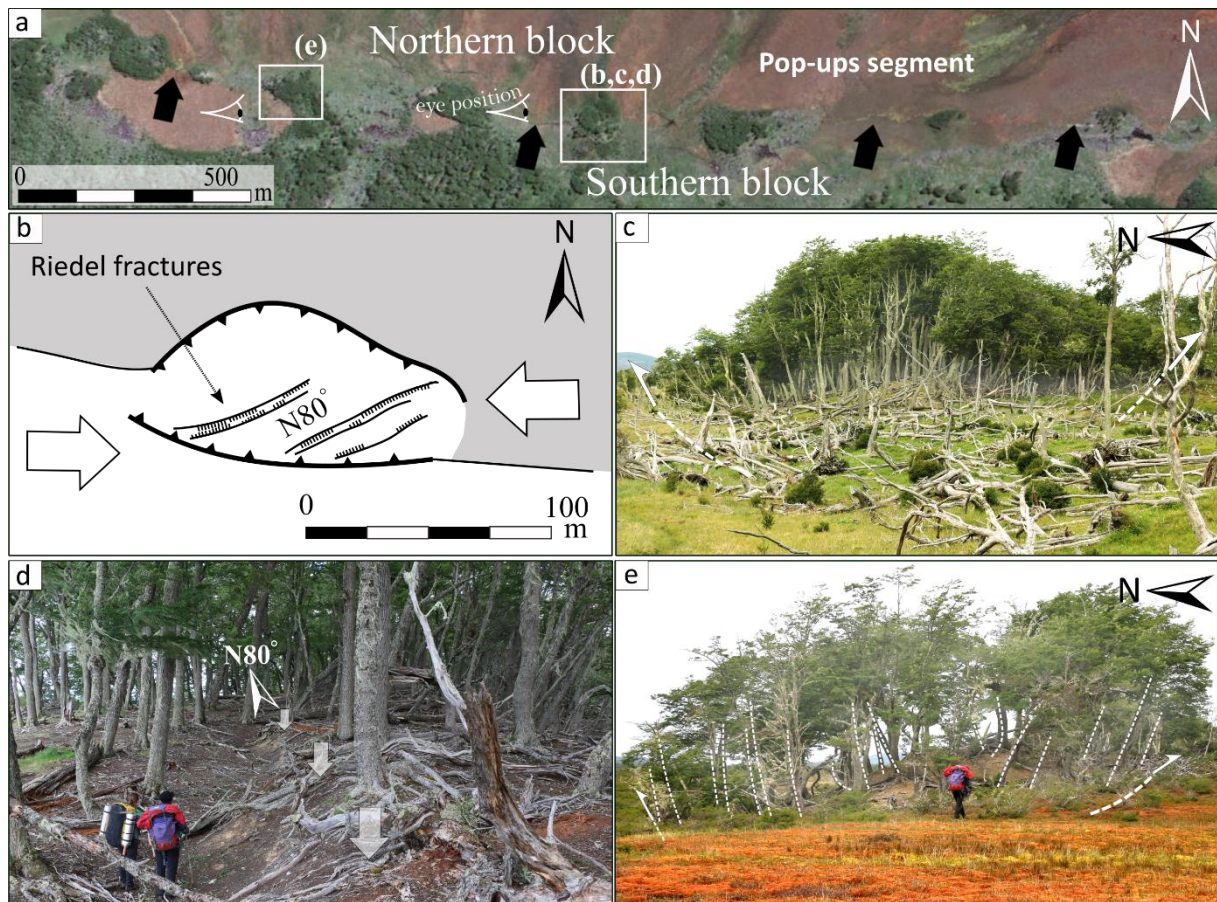 a
Northern block
(e)
(b,c,d)
Pop-ups segment
N
eye position
Southern block
0 500
m
b
N
Riedel fractures
N80°
0 100
m
c
N
d
N80°
e
N